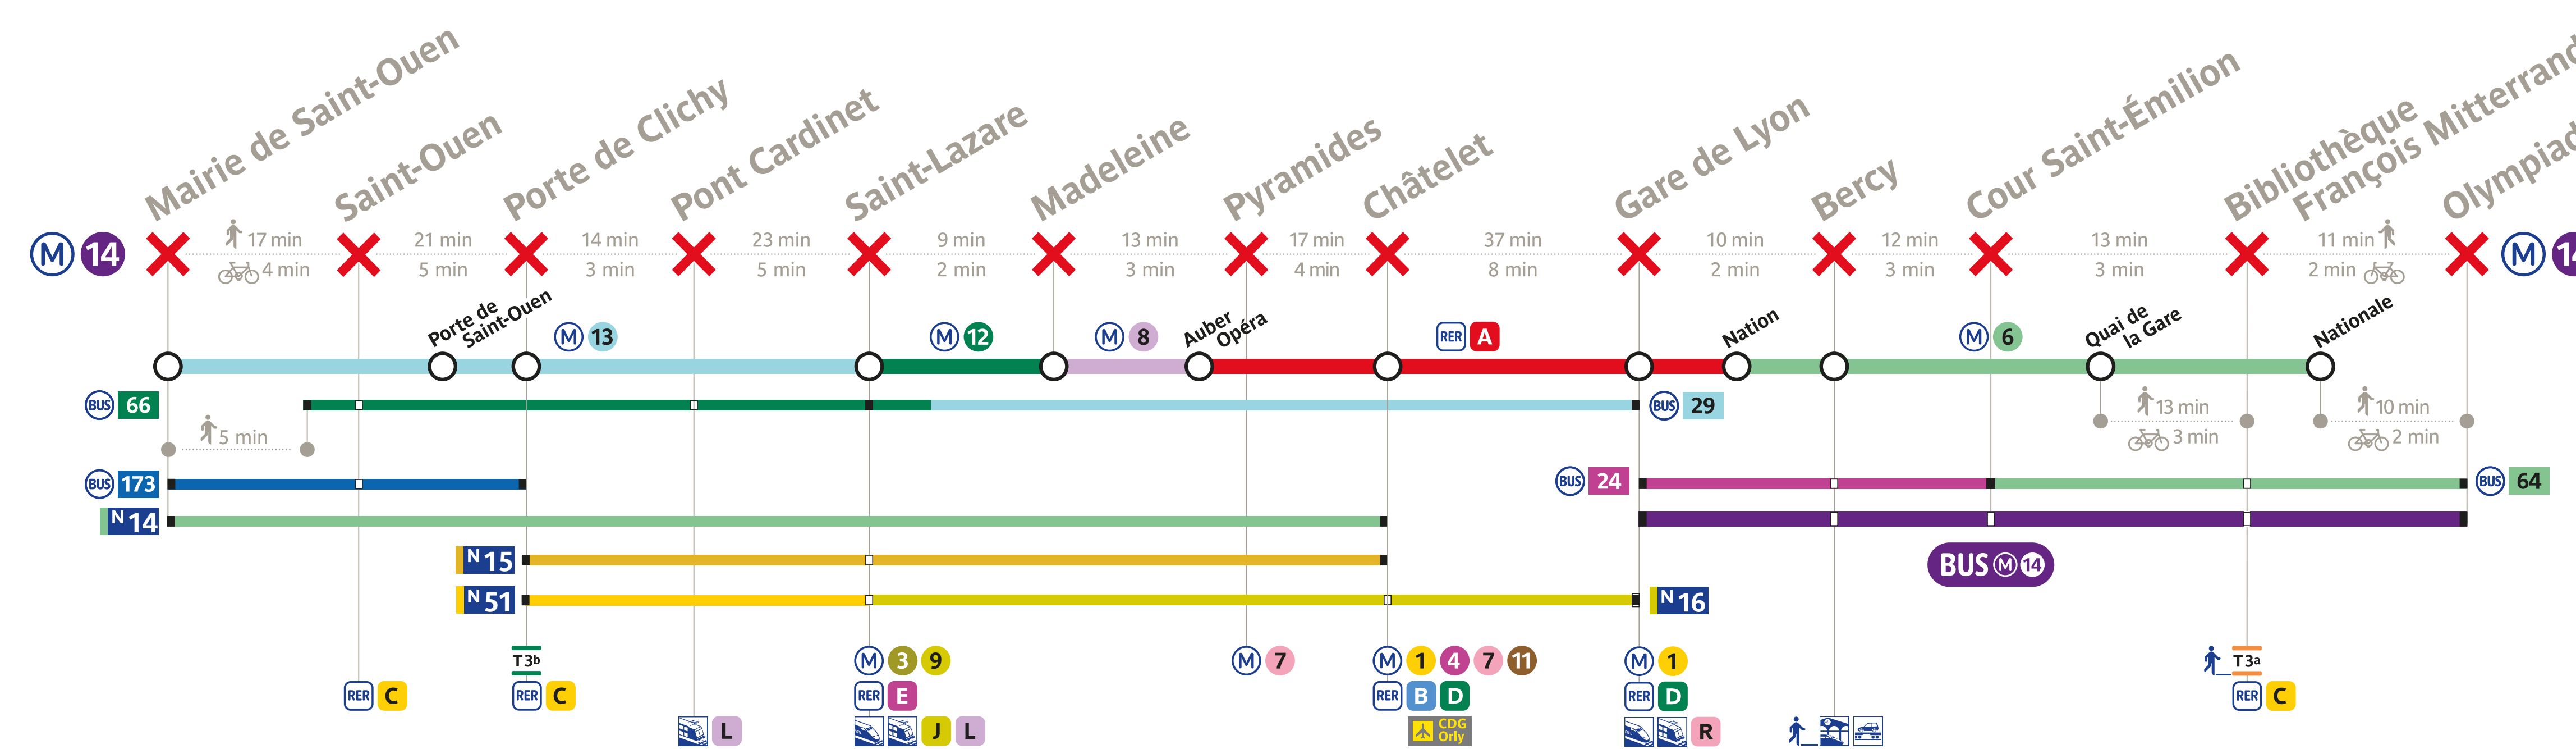 Mairie de Saint-Ouen
Saint-Ouen
Porte de Clichy
Pont Cardinet
Saint-Lazare
Madeleine
Pyramides
Châtelet
Gare de Lyon
Bercy
Cour Saint-Émilion
Bibliothèque
François Mitterrand
M 14
17 min 21 min 14 min 23 min 9 min 13 min 17 min 37 min 10 min 12 min 13 min 11 min
4 min 5 min 3 min 5 min 2 min 3 min 4 min 8 min 2 min 3 min 3 min 2 min
M
Porte de
Saint-Ouen
M 13
M 12
M 8
Auber
Opéra
RER A
Nation
M 6
Quai de
la Gare
Nationale
BUS 66
BUS 29
5 min
13 min
3 min
10 min
2 min
BUS 173
BUS 24
BUS 64
N 14
BUS M 14
N 15
N 51
N 16
T3b
M 3 9
M 7
M 1 4 7 11
M 1
T3a
RER C
RER C
RER E
RER B D
RER D
RER C
L
J L
CDG
Orly
R